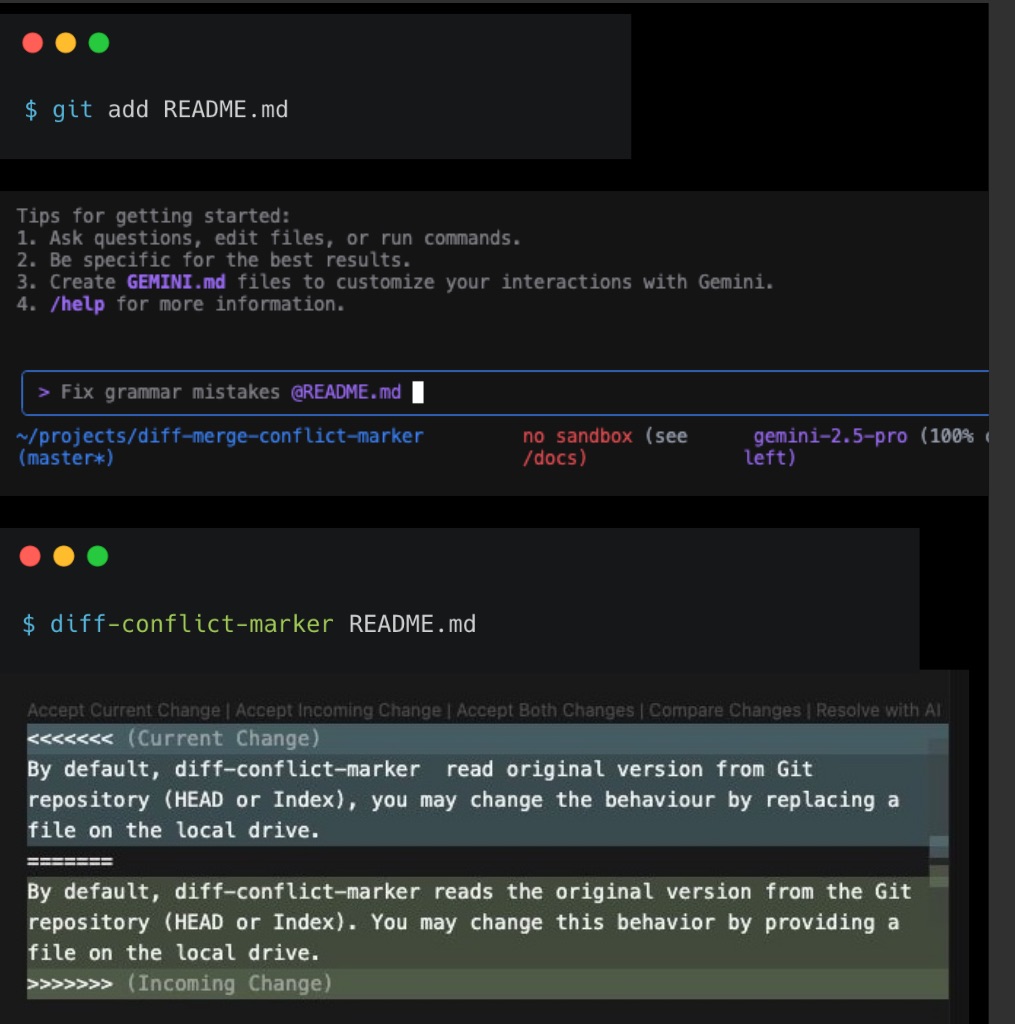 $ git add README.md
Tips for getting started:
1. Ask questions, edit files, or run commands.
2. Be specific for the best results.
3. Create GEMINI.md files to customize your interactions with Gemini.
4. /help for more information.
> Fix grammar mistakes @README.md
~/projects/diff-merge-conflict-marker no sandbox (see gemini-2.5-pro (100%
(master*) /docs) left)
$ diff-conflict-marker README.md
Accept Current Change | Accept Incoming Change | Accept Both Changes | Compare Changes | Resolve with AI
<<<<<<< (Current Change)
By default, diff-conflict-marker  read original version from Git
repository (HEAD or Index), you may change the behaviour by replacing a
file on the local drive.
=======
By default, diff-conflict-marker reads the original version from the Git
repository (HEAD or Index). You may change this behavior by providing a
file on the local drive.
>>>>>>> (Incoming Change)